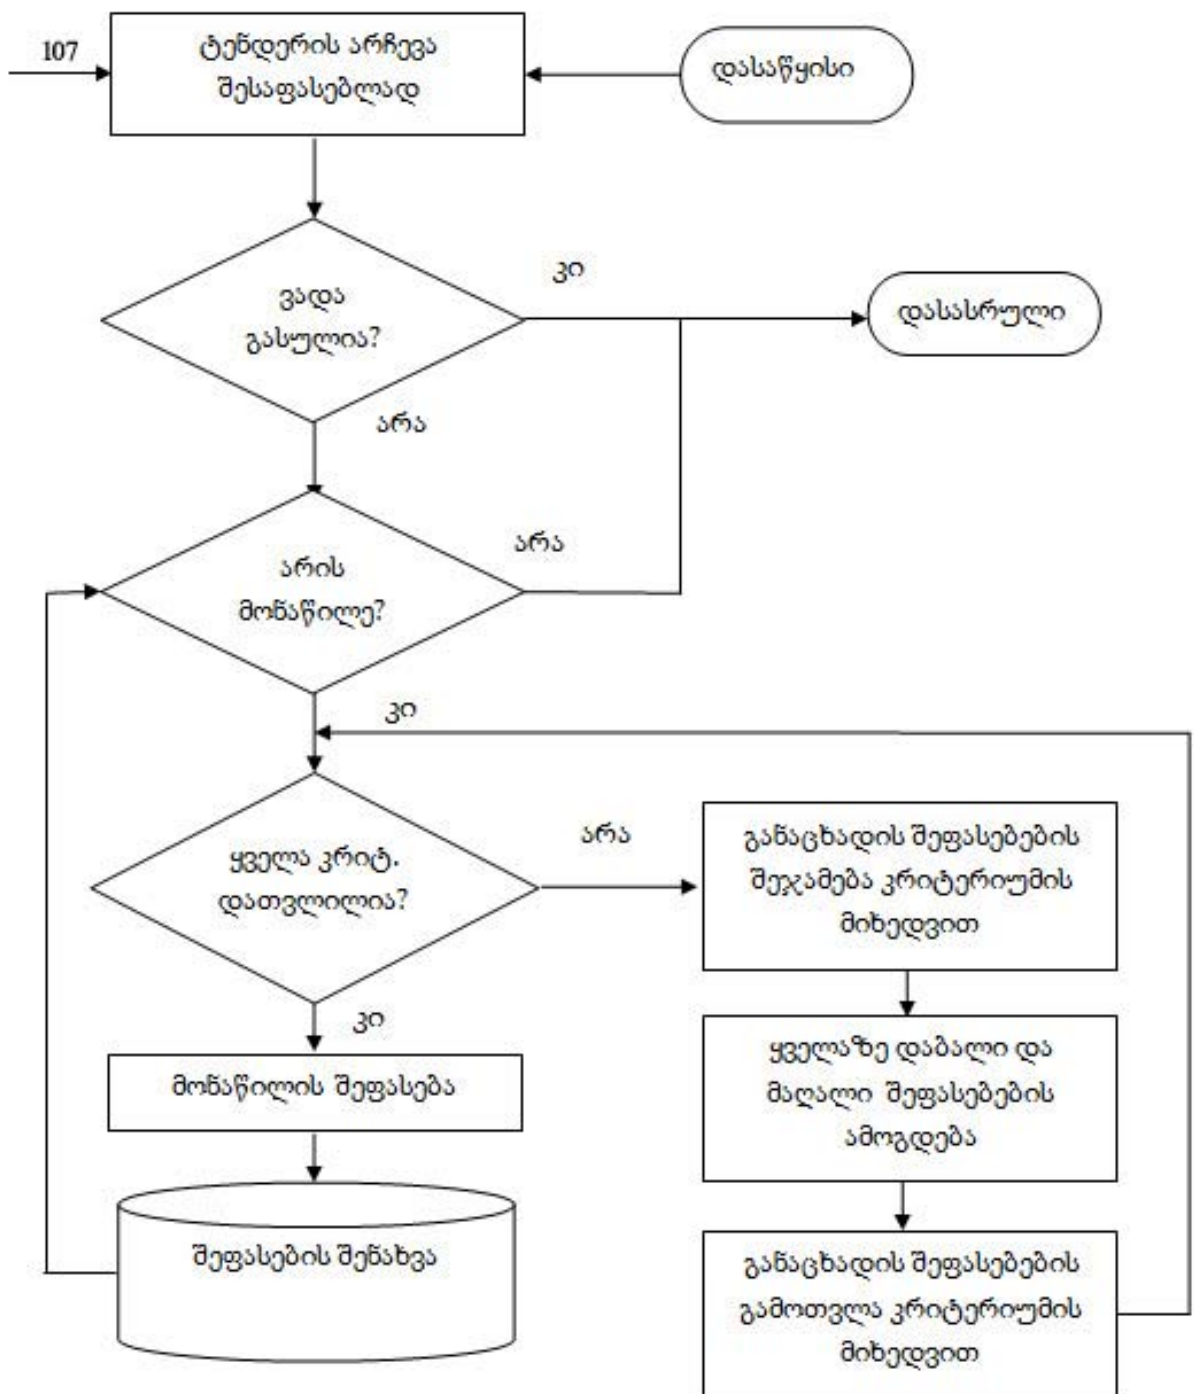 107
ტენდერის არჩევა
შესაფასებლად
დასაწყისი
კი
ვადა
გასულია?
დასასრული
არა
არა
არის
მონაწილე?
კი
არა
ყველა კრიტ.
დათვლილია?
განაცხადის შეფასებების
შეჯამება კრიტერიუმის
მიხედვით
კი
მონაწილის შეფასება
ყველაზე დაბალი და
მაღალი შეფასებების
ამოგდება
შეფასების შენახვა
განაცხადის შეფასებების
გამოთვლა კრიტერიუმის
მიხედვით